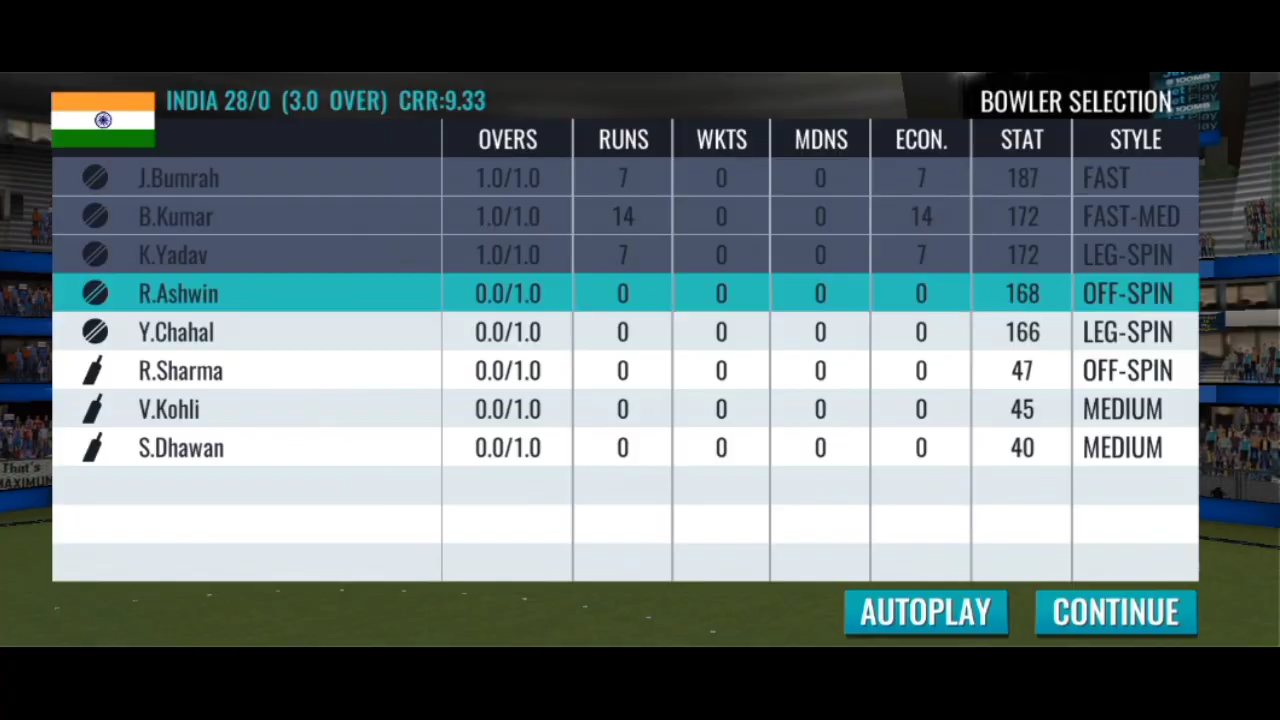 INDIA 28/0 (3.0 OVER) CRR:9.33
BOWLER SELECTION
OVERS RUNS WKTS MDNS ECON. STAT STYLE
J.Bumrah 1.0/1.0 7 0 0 7 187 FAST
B.Kumar 1.0/1.0 14 0 0 14 172 FAST-MED
K.Yadav 1.0/1.0 7 0 0 7 172 LEG-SPIN
R.Ashwin 0.0/1.0 0 0 0 0 168 OFF-SPIN
Y.Chahal 0.0/1.0 0 0 0 0 166 LEG-SPIN
R.Sharma 0.0/1.0 0 0 0 0 47 OFF-SPIN
V.Kohli 0.0/1.0 0 0 0 0 45 MEDIUM
S.Dhawan 0.0/1.0 0 0 0 0 40 MEDIUM
That's
MAXIMUM
AUTOPLAY CONTINUE